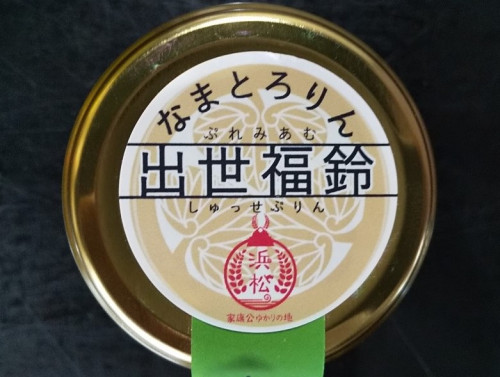 なまとろりん
ぷれみあむ
出世福鈴
しゅっせぷりん
浜松の
家康公ゆかりの地